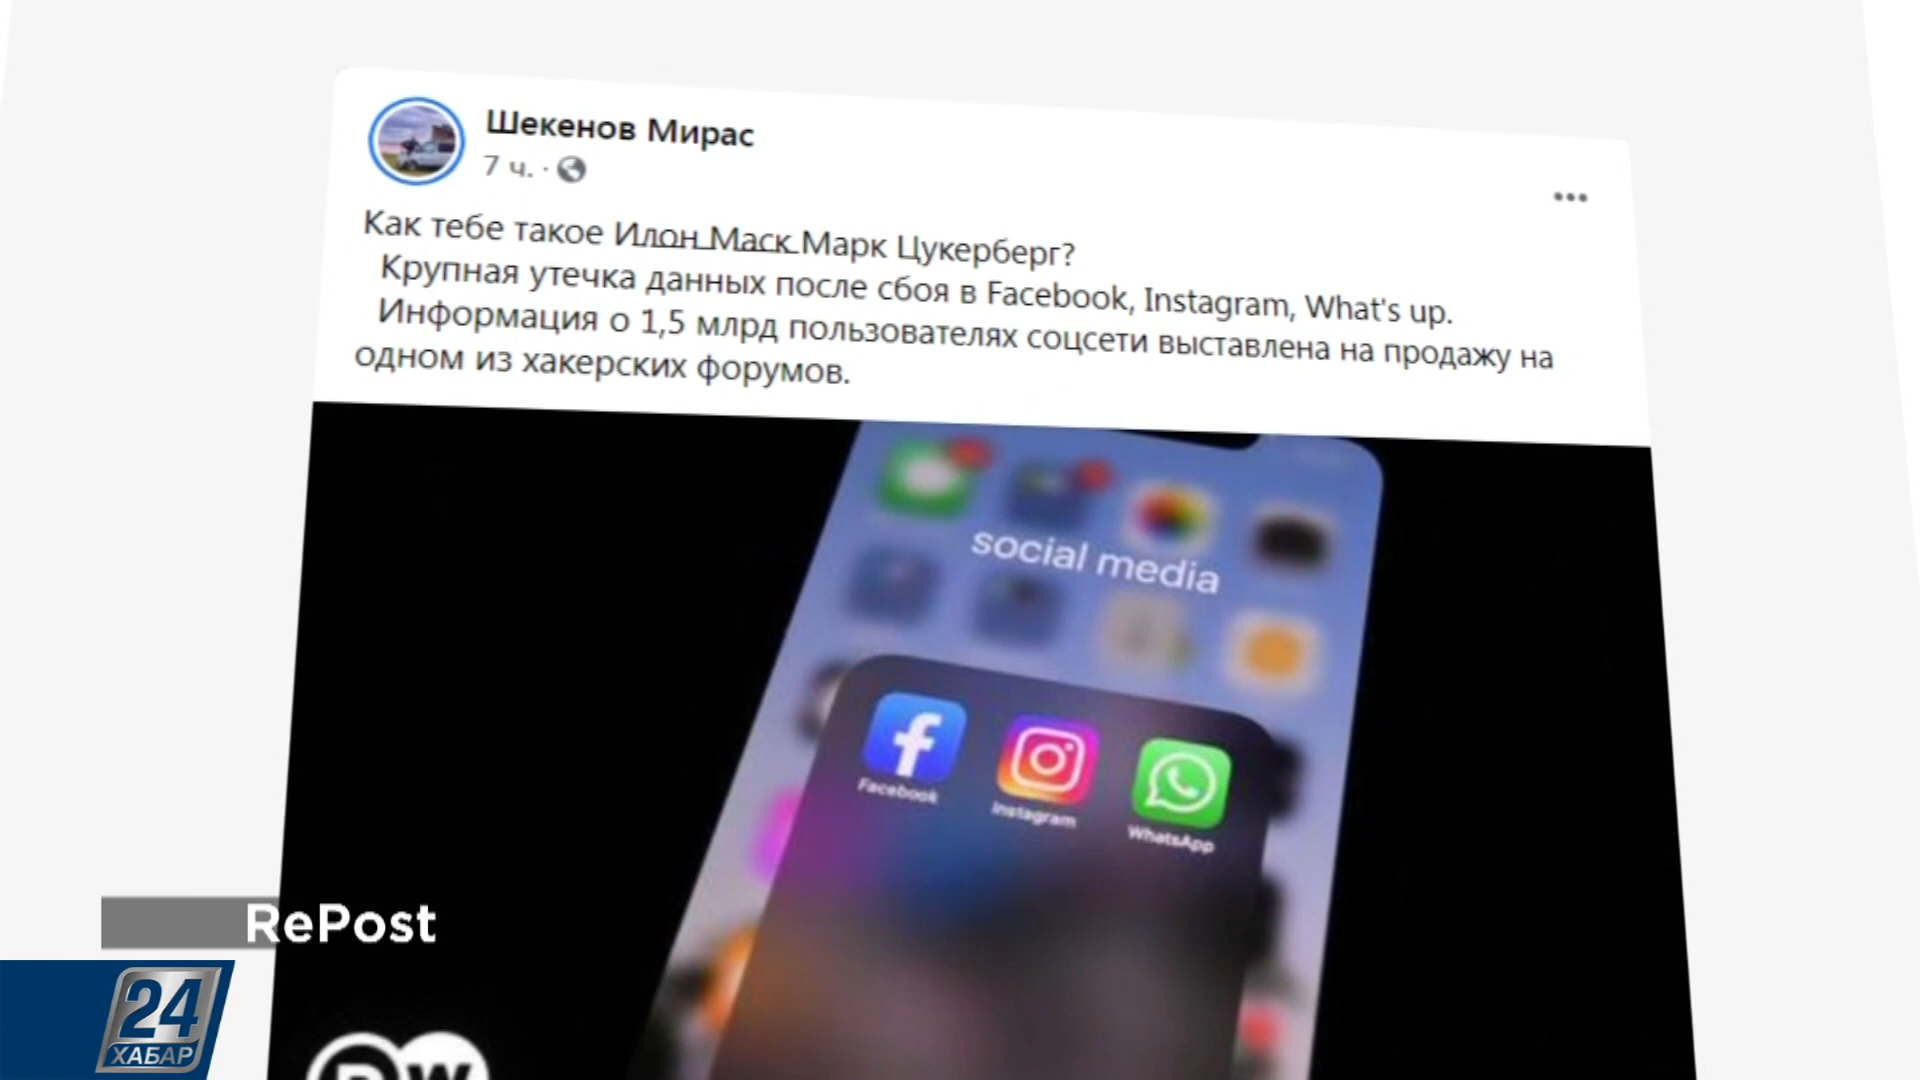 Шекенов Мирас
7 ч. ·
Как тебе такое Илон Маск Марк Цукерберг?
Крупная утечка данных после сбоя в Facebook, Instagram, What's up.
Информация о 1,5 млрд пользователях соцсети выставлена на продажу на
одном из хакерских форумов.
social media
Facebook
Instagram
WhatsApp
RePost
24
ХАБАР
DW